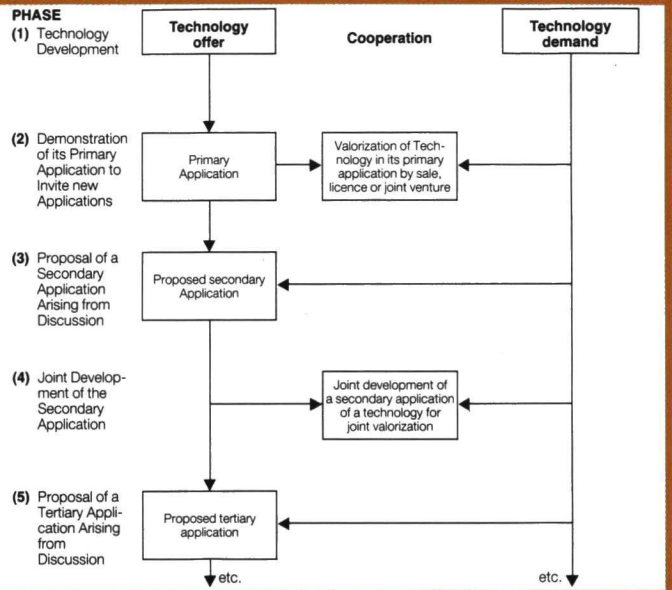 PHASE
(1) Technology
Development
Technology
offer
Cooperation
Technology
demand
(2) Demonstration
of its Primary
Application to
Invite new
Applications
Primary
Application
Valorization of Tech-
nology in its primary
application by sale,
licence or joint venture
(3) Proposal of a
Secondary
Application
Arising from
Discussion
Proposed secondary
Application
(4) Joint Develop-
ment of the
Secondary
Application
Joint development of
a secondary application
of a technology for
joint valorization
(5) Proposal of a
Tertiary Appli-
cation Arising
from
Discussion
Proposed tertiary
application
etc.
etc.